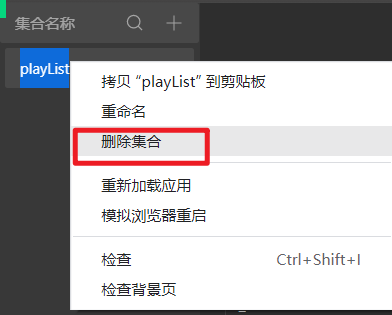 集合名称
playList
拷贝 “playList” 到剪贴板
重命名
删除集合
重新加载应用
模拟浏览器重启
检查 Ctrl+Shift+I
检查背景页